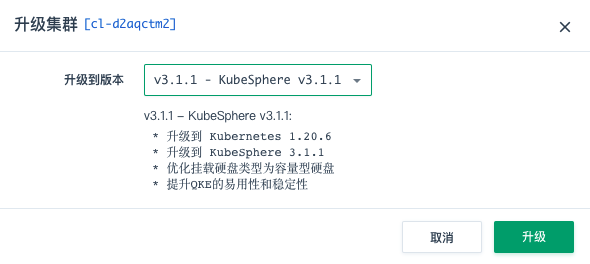 升级集群 [cl-d2aqctm2]
升级到版本 v3.1.1 - KubeSphere v3.1.1
v3.1.1 – KubeSphere v3.1.1:
* 升级到 Kubernetes 1.20.6
* 升级到 KubeSphere 3.1.1
* 优化挂载硬盘类型为容量型硬盘
* 提升QKE的易用性和稳定性
取消 升级